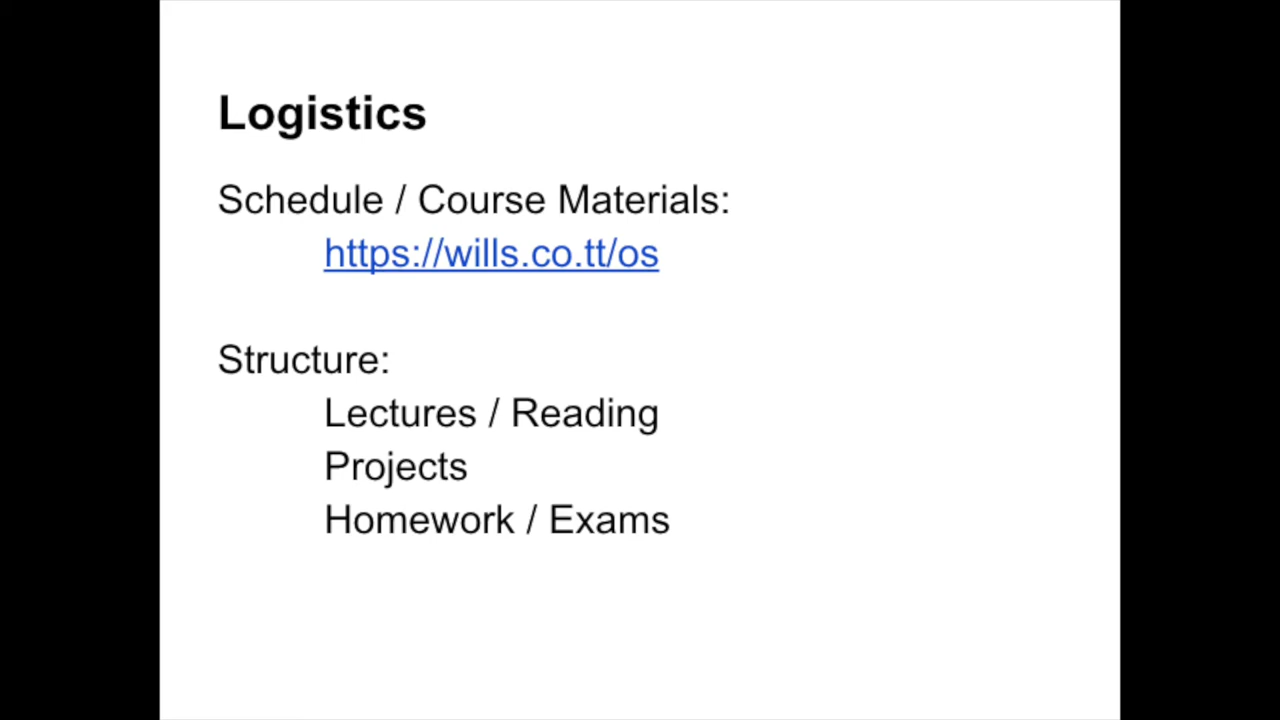 Logistics
Schedule / Course Materials:
https://wills.co.tt/os
Structure:
Lectures / Reading
Projects
Homework / Exams